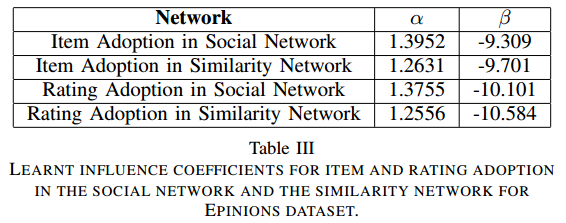 Network α β
Item Adoption in Social Network 1.3952 -9.309
Item Adoption in Similarity Network 1.2631 -9.701
Rating Adoption in Social Network 1.3755 -10.101
Rating Adoption in Similarity Network 1.2556 -10.584
Table III
LEARNT INFLUENCE COEFFICIENTS FOR ITEM AND RATING ADOPTION
IN THE SOCIAL NETWORK AND THE SIMILARITY NETWORK FOR
EPINIONS DATASET.